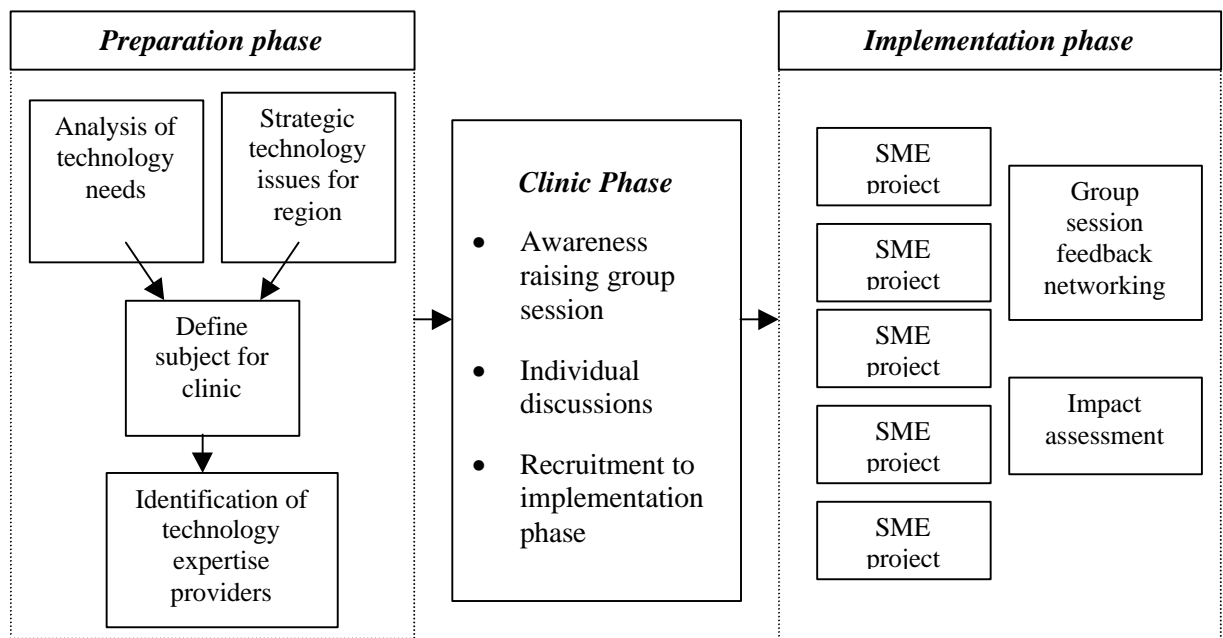 Preparation phase
Analysis of
technology
needs
Strategic
technology
issues for
region
Define
subject for
clinic
Identification of
technology
expertise
providers
Clinic Phase
• Awareness
raising group
session
• Individual
discussions
• Recruitment to
implementation
phase
Implementation phase
SME
project
SME
project
SME
project
SME
project
SME
project
Group
session
feedback
networking
Impact
assessment